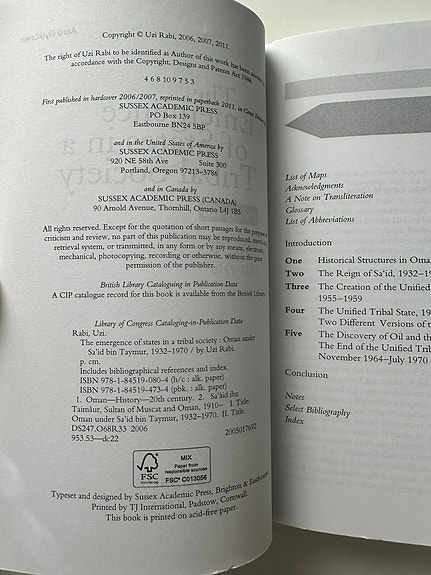 Copyright © Uzi Rabi, 2006, 2007, 2011.
The right of Uzi Rabi to be identified as Author of this work has been asserted in
accordance with the Copyright, Designs and Patents Act 1988.
4 6 8 10 9 7 5 3
First published in hardcover 2006/2007, reprinted in paperback 2011, in Great Britain by
SUSSEX ACADEMIC PRESS
PO Box 139
Eastbourne BN24 5BP
and in the United States of America by
SUSSEX ACADEMIC PRESS
920 NE 58th Ave Suite 300
Portland, Oregon 97213–3786
and in Canada by
SUSSEX ACADEMIC PRESS (CANADA)
90 Arnold Avenue, Thornhill, Ontario L4J 1B5
All rights reserved. Except for the quotation of short passages for the purposes of
criticism and review, no part of this publication may be reproduced, stored in a
retrieval system, or transmitted, in any form or by any means, electronic,
mechanical, photocopying, recording or otherwise, without the prior
permission of the publisher.
British Library Cataloguing in Publication Data
A CIP catalogue record for this book is available from the British Library.
Library of Congress Cataloging-in-Publication Data
Rabi, Uzi.
The emergence of states in a tribal society : Oman under
Sa'id bin Taymur, 1932–1970 / by Uzi Rabi.
p. cm.
Includes bibliographical references and index.
ISBN 978-1-84519-080-4 (h/c : alk. paper)
ISBN 978-1-84519-473-4 (pbk. : alk. paper)
1. Oman—History—20th century. 2. Sa'āid ibn
Taimāur, Sultan of Muscat and Oman, 1910– I. Title:
Oman under Sa'id bin Taymur, 1932–1970. II. Title.
DS247.O68R33 2006
953.53—dc22 2005017692
MIX
Paper from
responsible sources
FSC
FSC® C013056
Typeset and designed by Sussex Academic Press, Brighton & Eastbourne.
Printed by TJ International, Padstow, Cornwall.
This book is printed on acid-free paper.
List of Maps
Acknowledgments
A Note on Transliteration
Glossary
List of Abbreviations
Introduction
One Historical Structures in Oma
Two The Reign of Sa'id, 1932–1
Three The Creation of the Unified
1955–1959
Four The Unified Tribal State, 19
Two Different Versions of t
Five The Discovery of Oil and th
The End of the Unified Trib
November 1964–July 1970
Conclusion
Notes
Select Bibliography
Index